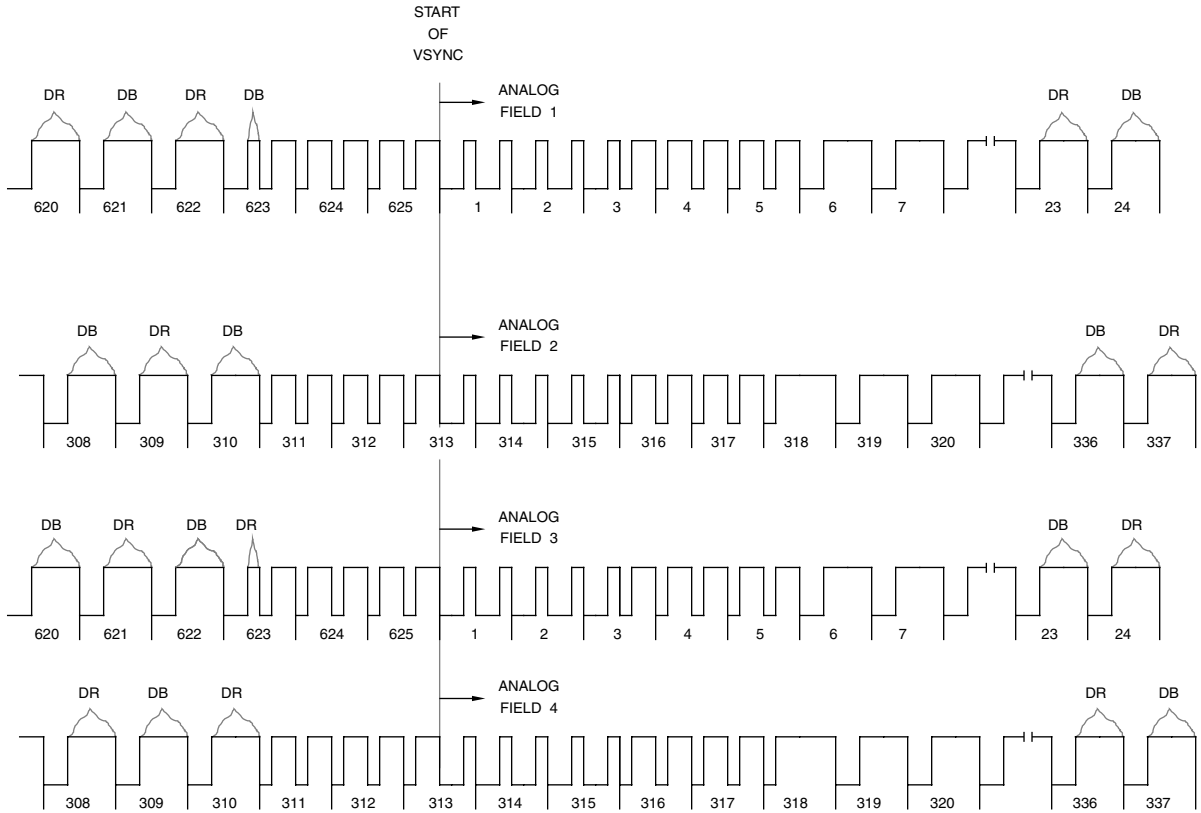 START
OF
VSYNC
DR DB DR DB
ANALOG
FIELD 1
DR DB
620 621 622 623 624 625 1 2 3 4 5 6 7 23 24
DB DR DB
ANALOG
FIELD 2
DB DR
308 309 310 311 312 313 314 315 316 317 318 319 320 336 337
DB DR DB DR
ANALOG
FIELD 3
DB DR
620 621 622 623 624 625 1 2 3 4 5 6 7 23 24
DR DB DR
ANALOG
FIELD 4
DR DB
308 309 310 311 312 313 314 315 316 317 318 319 320 336 337